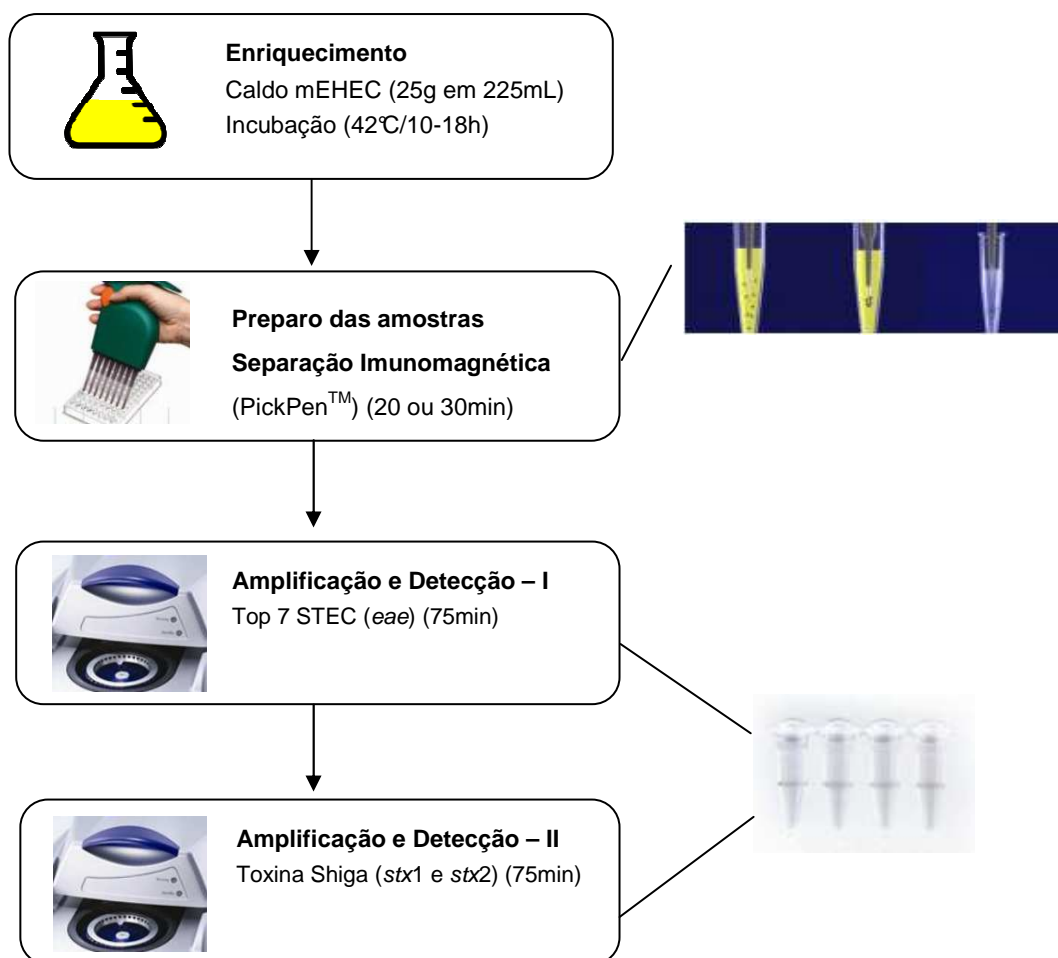 Enriquecimento
Caldo mEHEC (25g em 225mL)
Incubação (42°C/10-18h)
Preparo das amostras
Separação Imunomagnética
(PickPen™) (20 ou 30min)
Amplificação e Detecção – I
Top 7 STEC (eae) (75min)
Amplificação e Detecção – II
Toxina Shiga (stx1 e stx2) (75min)